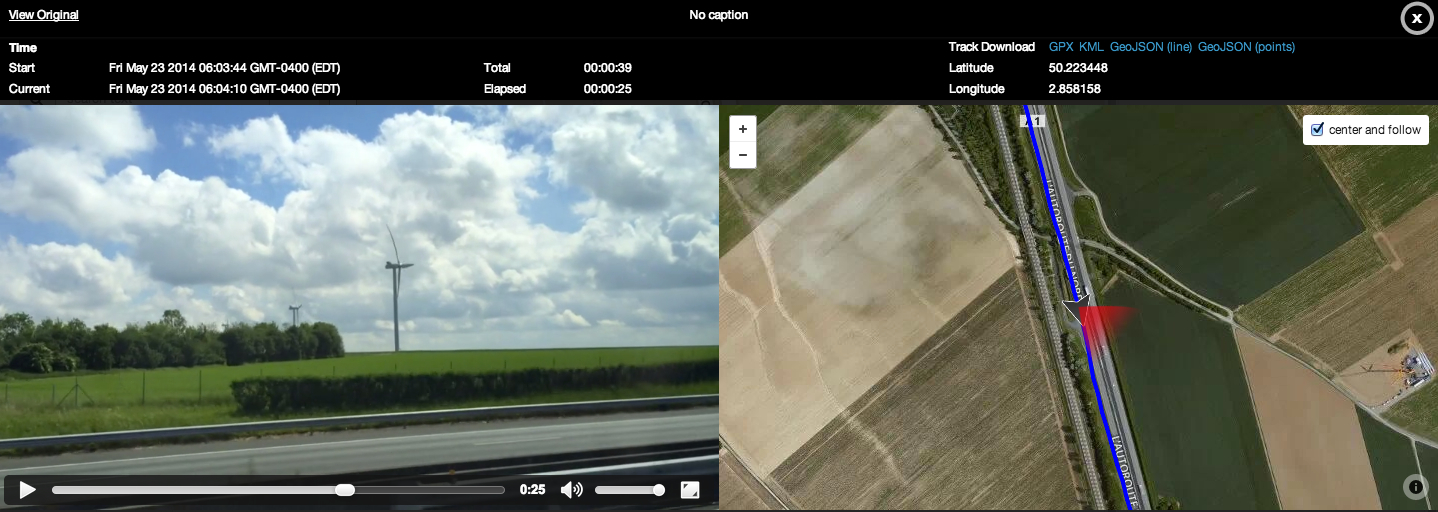 View Original
No caption
X
Time
Track Download GPX KML GeoJSON (line) GeoJSON (points)
Start Fri May 23 2014 06:03:44 GMT-0400 (EDT) Total 00:00:39 Latitude 50.223448
Current Fri May 23 2014 06:04:10 GMT-0400 (EDT) Elapsed 00:00:25 Longitude 2.858158
+
−
A1
center and follow
L'AUTOROUTE DU NORD
L'AUTOROUTE
0:25
i